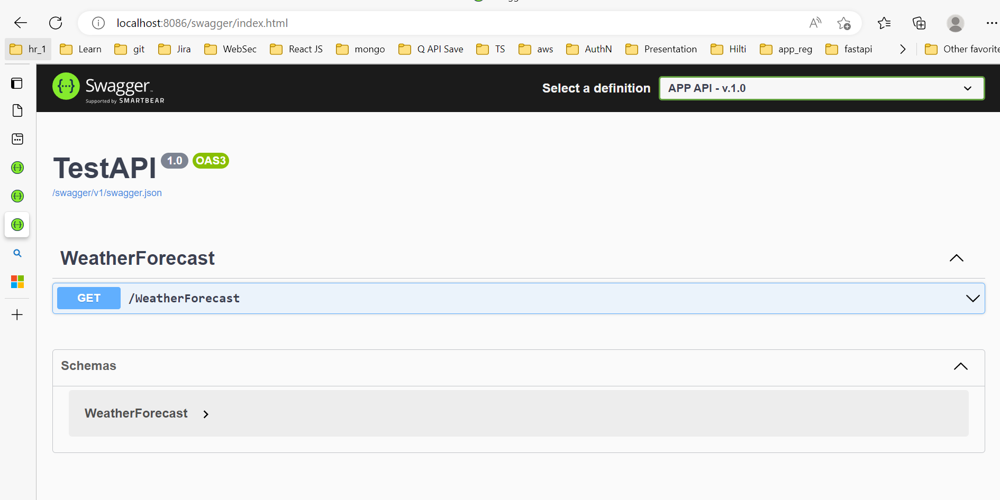 localhost:8086/swagger/index.html
hr_1 Learn git Jira WebSec React JS mongo Q API Save TS aws AuthN Presentation Hilti app_reg fastapi Other favorite
Swagger
Supported by SMARTBEAR
Select a definition APP API - v.1.0
TestAPI 1.0 OAS3
/swagger/v1/swagger.json
WeatherForecast
GET /WeatherForecast
Schemas
WeatherForecast